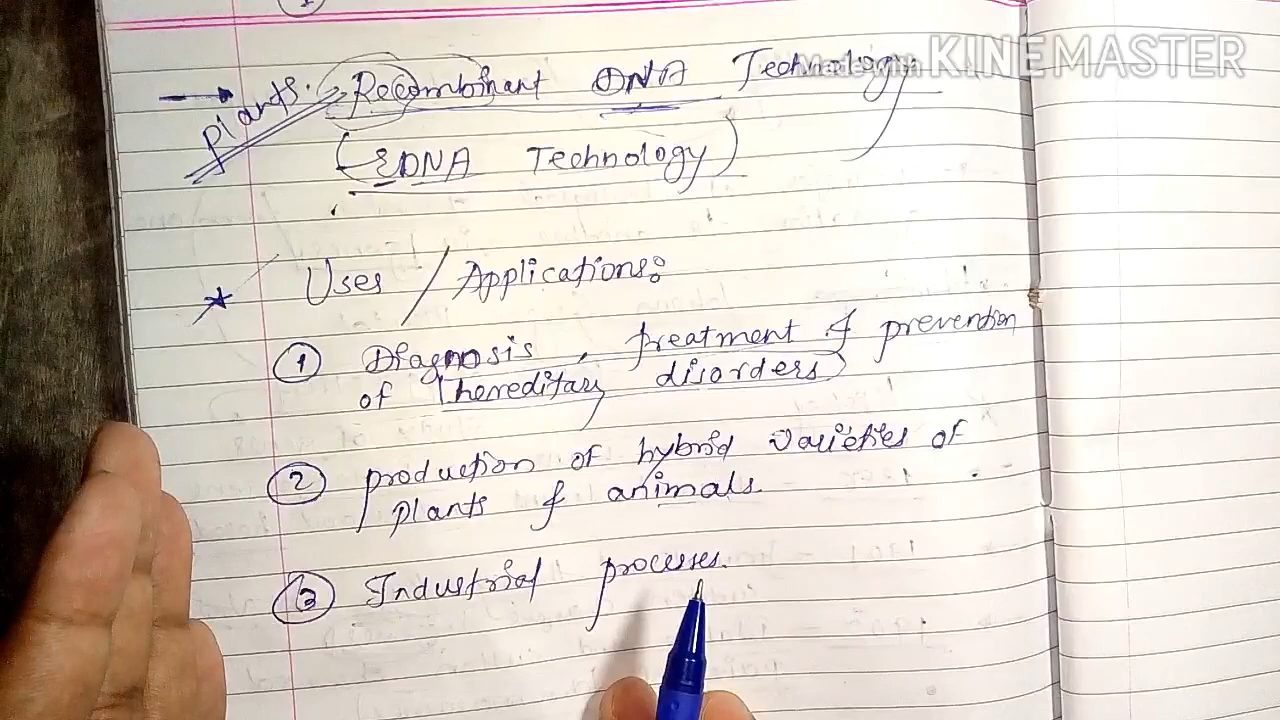 Made with KINEMASTER
→ plants. Recombinant DNA Technology
(rDNA Technology)
* Uses / Applications:
① Diagnosis, treatment & prevention
of hereditary disorders
② production of hybrid varieties of
plants & animals.
③ Industrial processes.